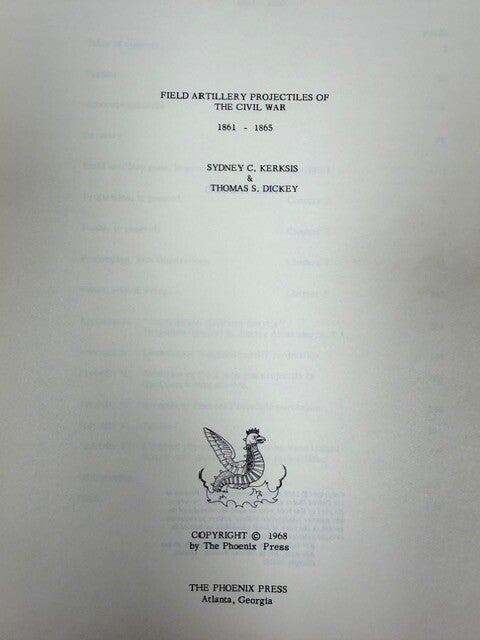 FIELD ARTILLERY PROJECTILES OF
THE CIVIL WAR
1861 - 1865
SYDNEY C. KERKSIS
&
THOMAS S. DICKEY
COPYRIGHT © 1968
by The Phoenix Press
THE PHOENIX PRESS
Atlanta, Georgia